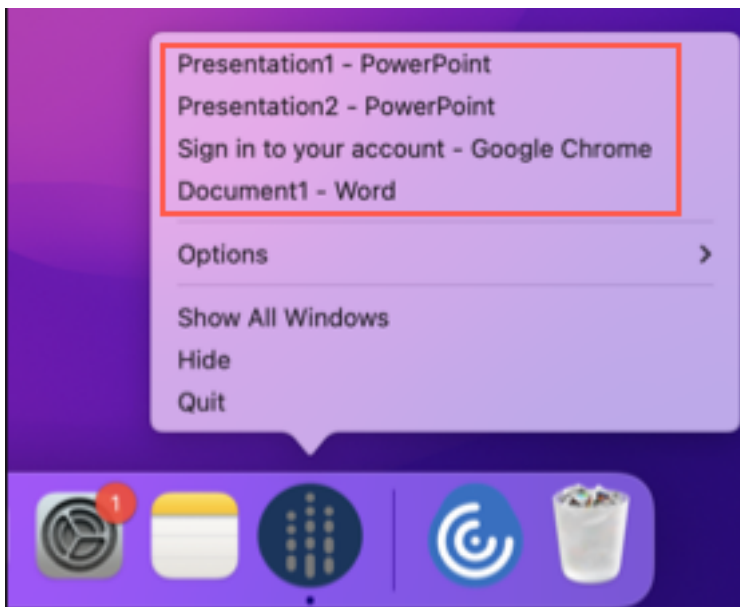 Presentation1 - PowerPoint
Presentation2 - PowerPoint
Sign in to your account - Google Chrome
Document1 - Word
Options
Show All Windows
Hide
Quit
1